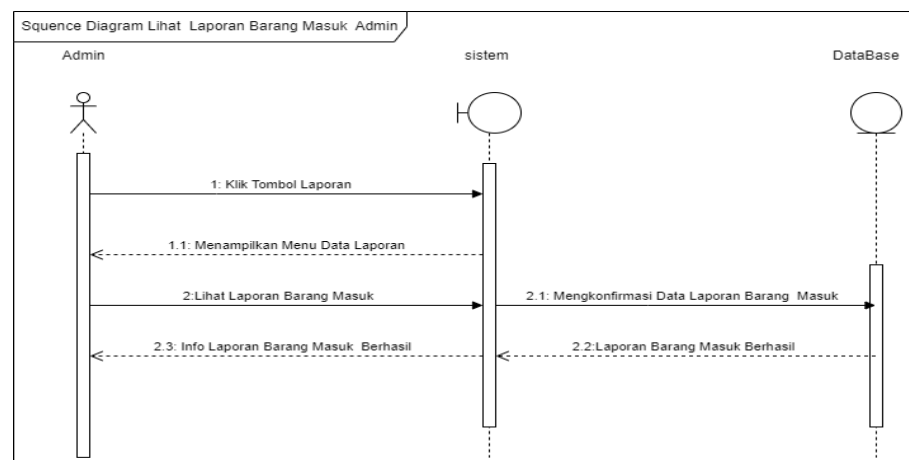 Squence Diagram Lihat Laporan Barang Masuk Admin
Admin
sistem
DataBase
1: Klik Tombol Laporan
1.1: Menampilkan Menu Data Laporan
2:Lihat Laporan Barang Masuk
2.1: Mengkonfirmasi Data Laporan Barang Masuk
2.3: Info Laporan Barang Masuk Berhasil
2.2:Laporan Barang Masuk Berhasil